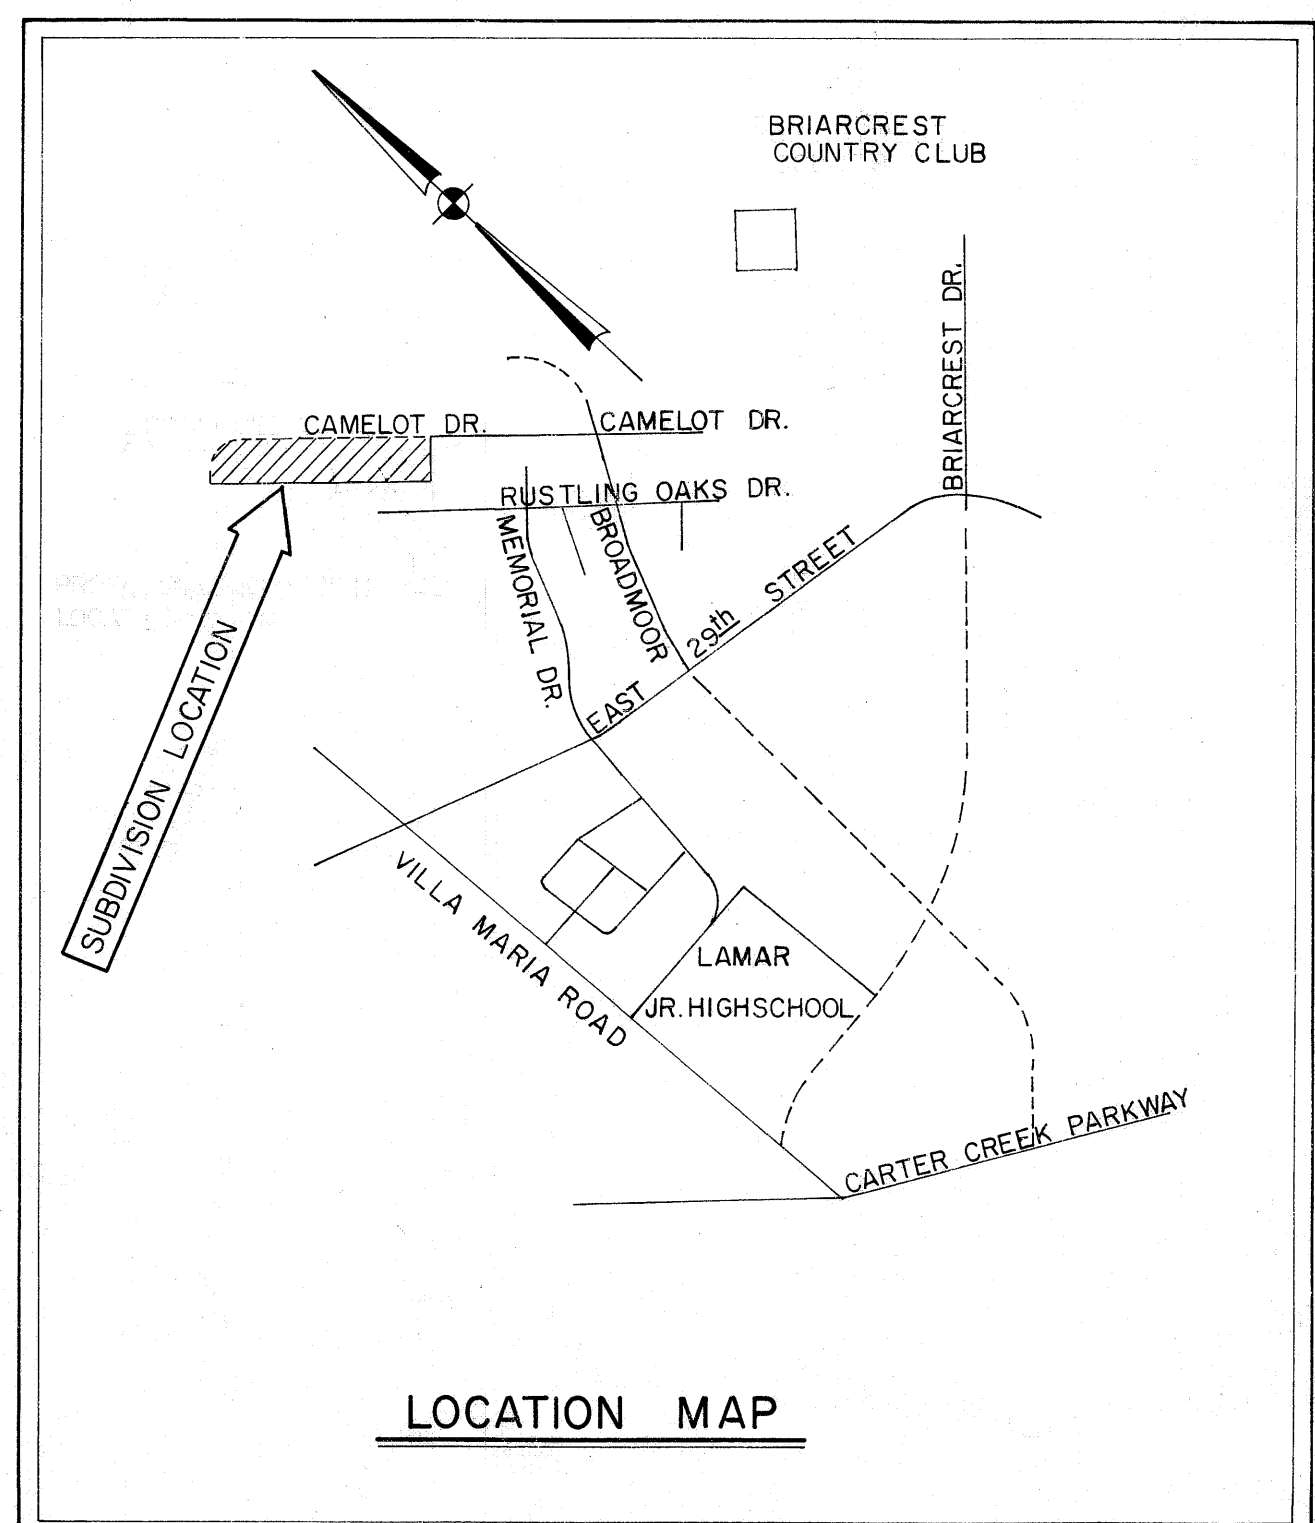 BRIARCREST
COUNTRY CLUB
BRIARCREST DR.
CAMELOT DR.
CAMELOT DR.
RUSTLING OAKS DR.
MEMORIAL DR.
BROADMOOR
EAST 29th STREET
SUBDIVISION LOCATION
VILLA MARIA ROAD
LAMAR
JR. HIGHSCHOOL
CARTER CREEK PARKWAY
LOCATION MAP